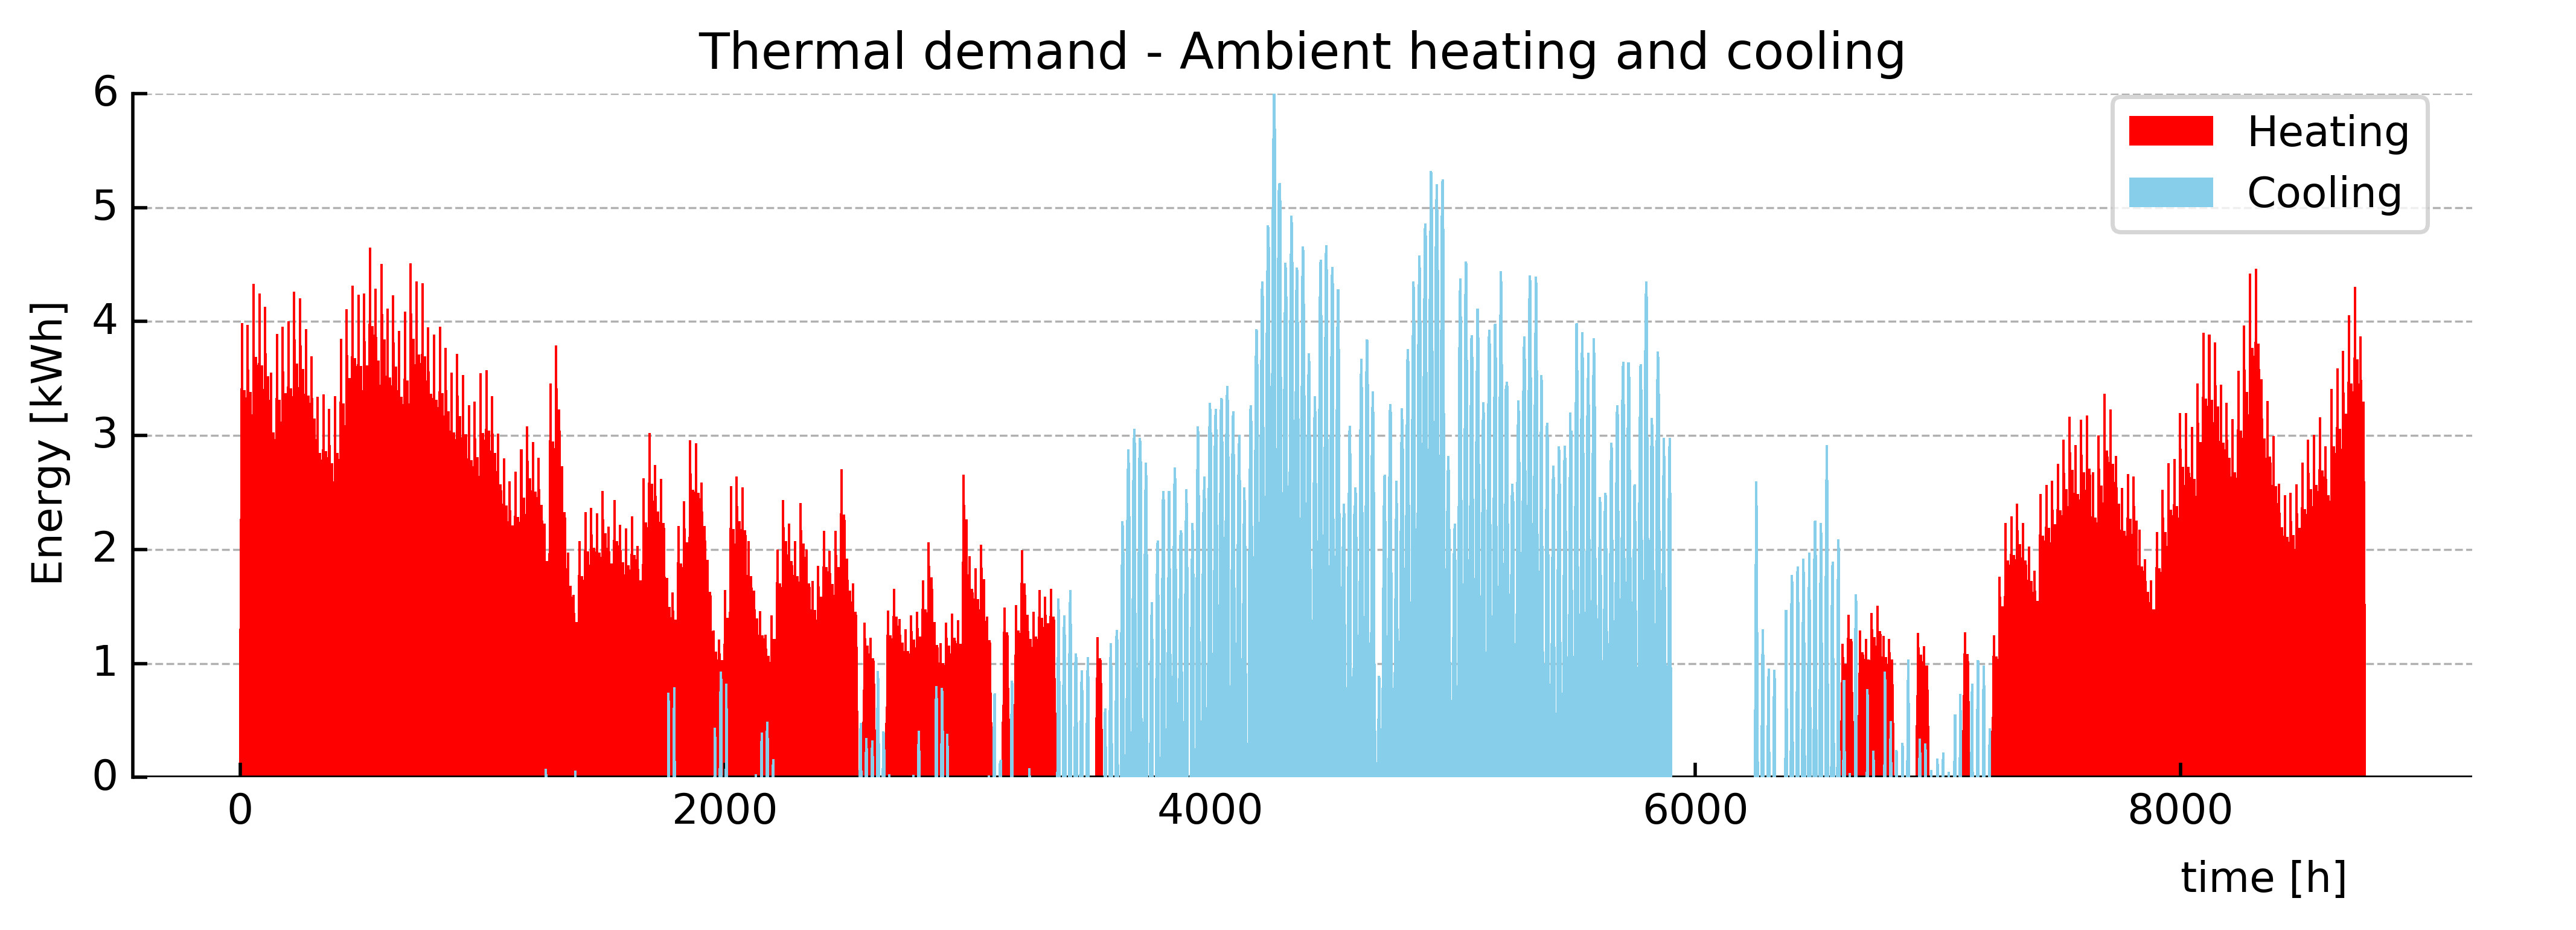 Thermal demand - Ambient heating and cooling
6
5
4
3
2
1
0
Energy [kWh]
Heating
Cooling
0 2000 4000 6000 8000
time [h]